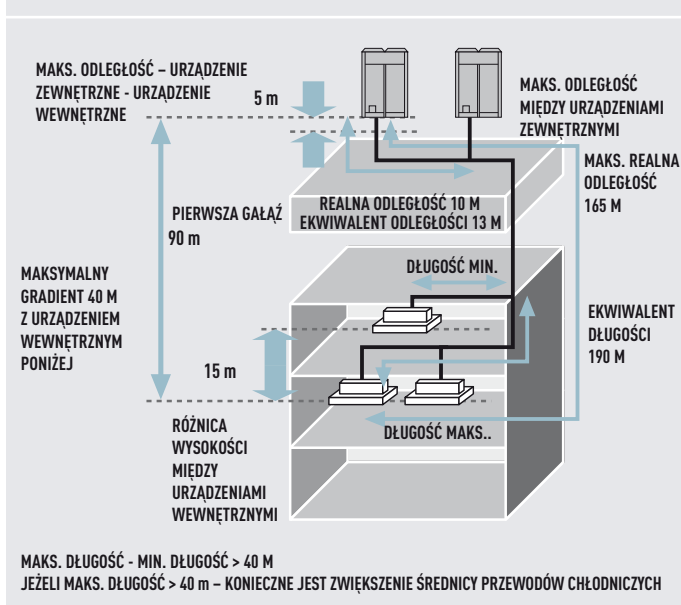 MAKS. ODLEGŁOŚĆ – URZĄDZENIE
ZEWNĘTRZNE - URZĄDZENIE
WEWNĘTRZNE
5 m
MAKS. ODLEGŁOŚĆ
MIĘDZY URZĄDZENIAMI
ZEWNĘTRZNYMI
MAKS. REALNA
ODLEGŁOŚĆ
165 M
PIERWSZA GAŁĄŹ
90 m
REALNA ODLEGŁOŚĆ 10 M
EKWIWALENT ODLEGŁOŚCI 13 M
DŁUGOŚĆ MIN.
MAKSYMALNY
GRADIENT 40 M
Z URZĄDZENIEM
WEWNĘTRZNYM
PONIŻEJ
EKWIWALENT
DŁUGOŚCI
190 M
15 m
RÓŻNICA
WYSOKOŚCI
MIĘDZY
URZĄDZENIAMI
WEWNĘTRZNYMI
DŁUGOŚĆ MAKS..
MAKS. DŁUGOŚĆ - MIN. DŁUGOŚĆ > 40 M
JEŻELI MAKS. DŁUGOŚĆ > 40 m – KONIECZNE JEST ZWIĘKSZENIE ŚREDNICY PRZEWODÓW CHŁODNICZYCH